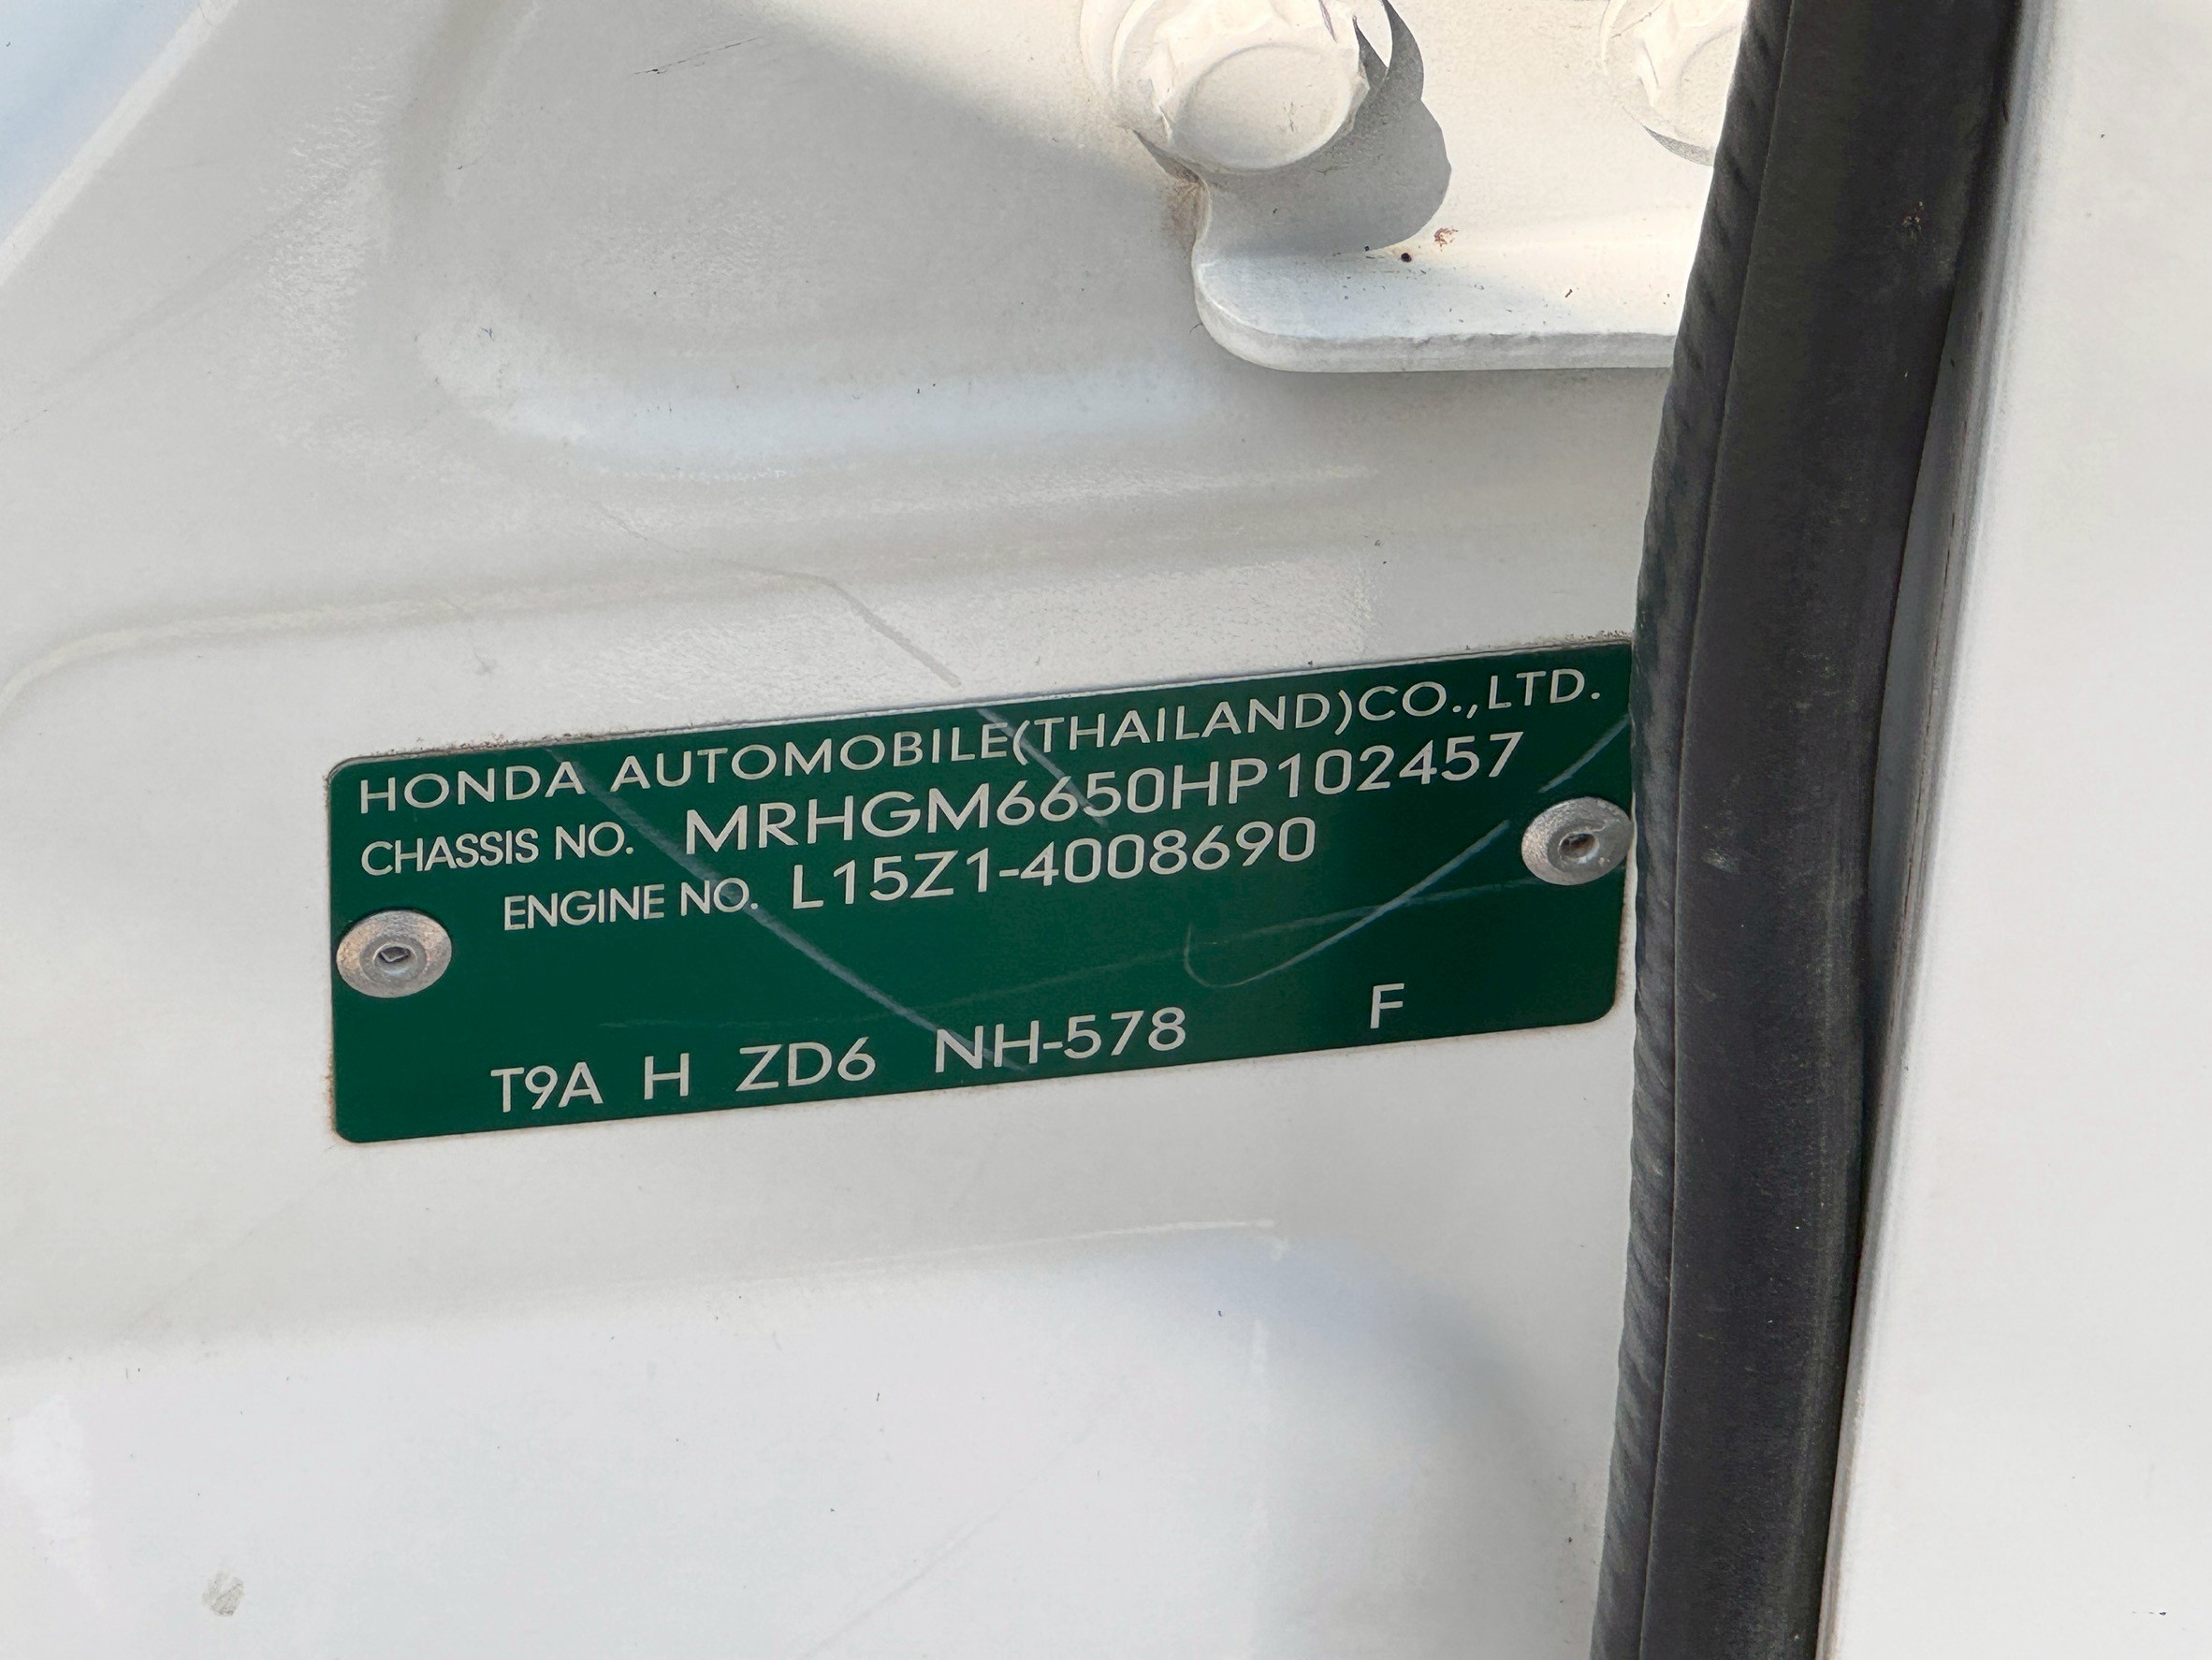 HONDA AUTOMOBILE(THAILAND)CO.,LTD.
CHASSIS NO. MRHGM6650HP102457
ENGINE NO. L15Z1-4008690
T9A H ZD6 NH-578 F